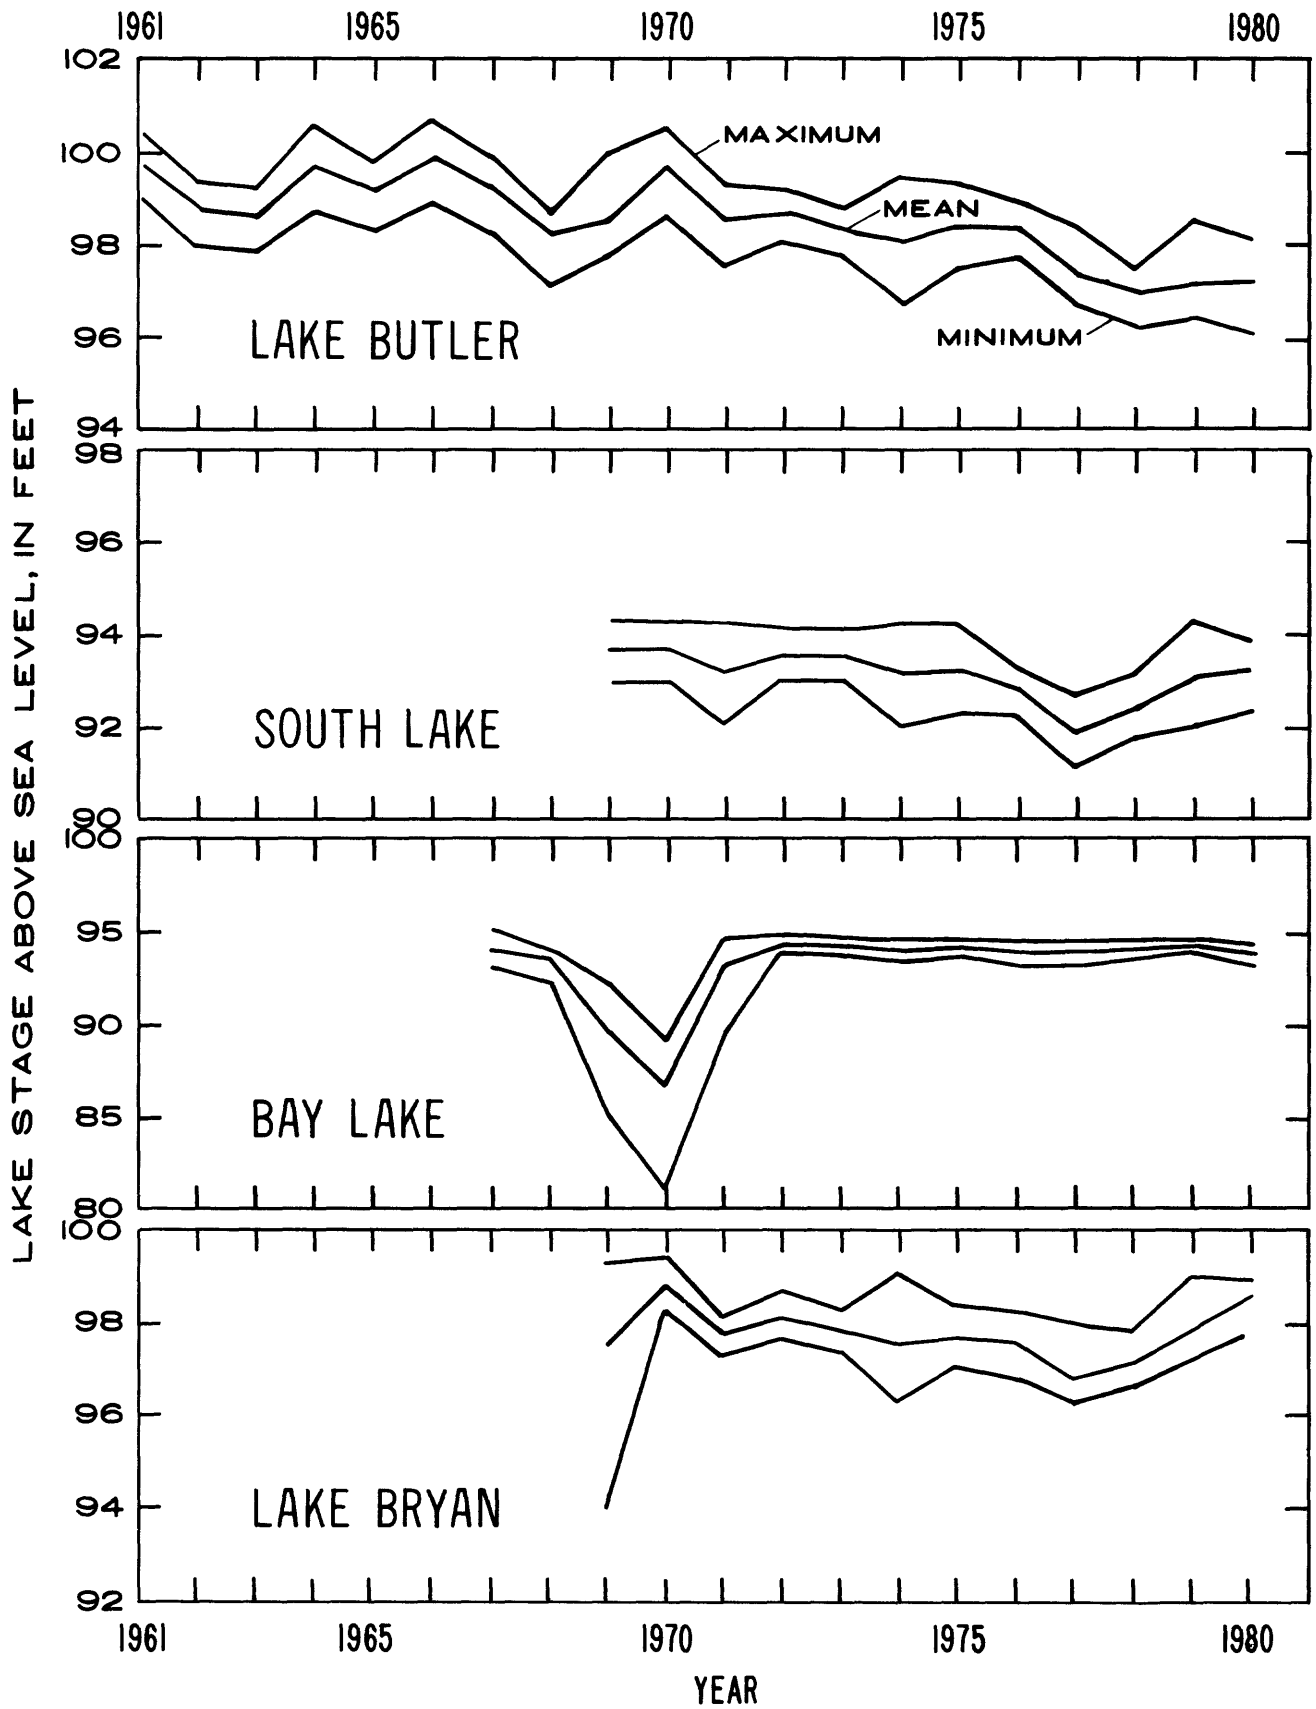 1961 1965 1970 1975 1980
LAKE STAGE ABOVE SEA LEVEL, IN FEET
102
100
98
96
94
MAXIMUM
MEAN
MINIMUM
LAKE BUTLER
98
96
94
92
90
SOUTH LAKE
100
95
90
85
80
BAY LAKE
100
98
96
94
92
LAKE BRYAN
1961 1965 1970 1975 1980
YEAR